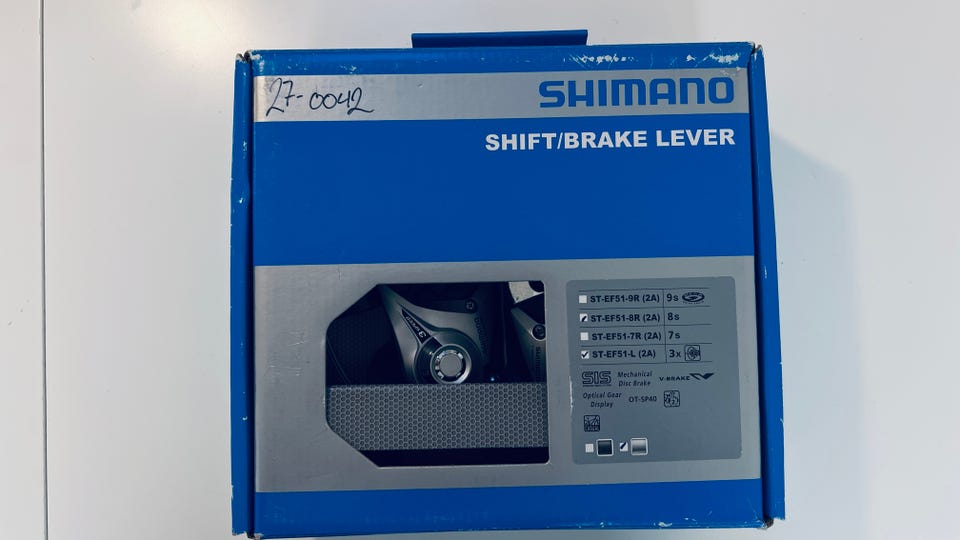 27-0042
SHIMANO
SHIFT/BRAKE LEVER
ST-EF51-9R (2A) 9s
ST-EF51-8R (2A) 8s
ST-EF51-7R (2A) 7s
ST-EF51-L (2A) 3x
SIS Mechanical Disc Brake V-BRAKE
Optical Gear Display OT-SP40